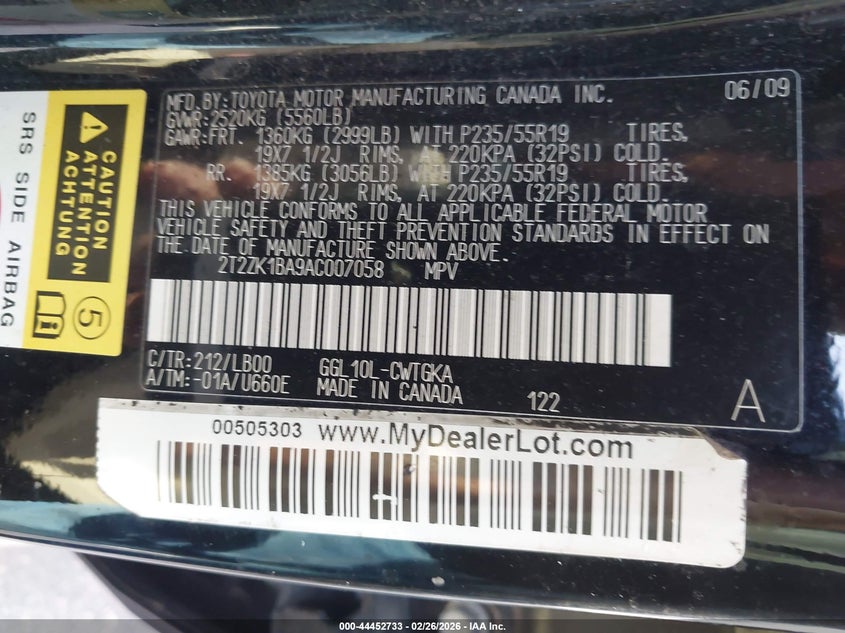 MFD.BY:TOYOTA MOTOR MANUFACTURING CANADA INC. 06/09
GVWR:2520KG (5560LB)
GAWR:FRT. 1360KG (2999LB) WITH P235/55R19 TIRES,
19X7 1/2J RIMS, AT 220KPA (32PSI) COLD.
RR. 1385KG (3056LB) WITH P235/55R19 TIRES,
19X7 1/2J RIMS, AT 220KPA (32PSI) COLD.
THIS VEHICLE CONFORMS TO ALL APPLICABLE FEDERAL MOTOR
VEHICLE SAFETY AND THEFT PREVENTION STANDARDS IN EFFECT ON
THE DATE OF MANUFACTURE SHOWN ABOVE.
2T2ZK1BA9AC007058 MPV
C/TR:212/LB00 GGL10L-CWTGKA
A/TM:-01A/U660E MADE IN CANADA 122 A
SRS SIDE AIRBAG
CAUTION
ATTENTION
ACHTUNG
5
00505303 www.MyDealerLot.com
000-44452733 - 02/26/2026 - IAA Inc.